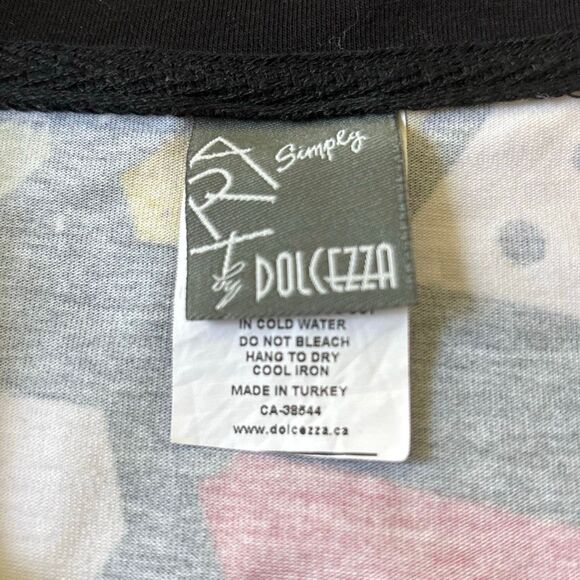 Simply
ART
by DOLCEZZA
IN COLD WATER
DO NOT BLEACH
HANG TO DRY
COOL IRON
MADE IN TURKEY
CA-38544
www.dolcezza.ca